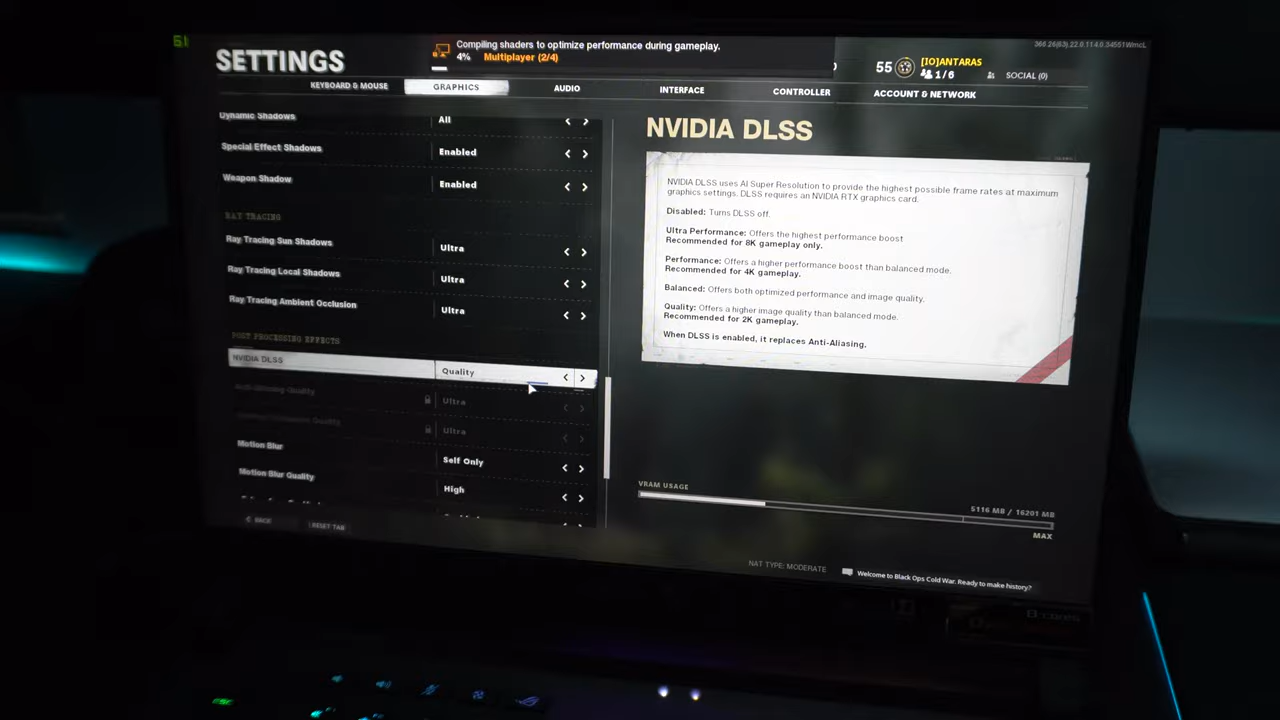 61
SETTINGS
Compiling shaders to optimize performance during gameplay.
4% Multiplayer (2/4)
55
[IO]ANTARAS
1/6
SOCIAL (0)
KEYBOARD & MOUSE
GRAPHICS
AUDIO
INTERFACE
CONTROLLER
ACCOUNT & NETWORK
Dynamic Shadows All
Special Effect Shadows Enabled
Weapon Shadow Enabled
RAY TRACING
Ray Tracing Sun Shadows Ultra
Ray Tracing Local Shadows Ultra
Ray Tracing Ambient Occlusion Ultra
POST PROCESSING EFFECTS
NVIDIA DLSS Quality
Anti-Aliasing Quality Ultra
Ultra
Motion Blur Self Only
Motion Blur Quality High
BACK
RESET TAB
NVIDIA DLSS
NVIDIA DLSS uses AI Super Resolution to provide the highest possible frame rates at maximum
graphics settings. DLSS requires an NVIDIA RTX graphics card.
Disabled: Turns DLSS off.
Ultra Performance: Offers the highest performance boost
Recommended for 8K gameplay only.
Performance: Offers a higher performance boost than balanced mode.
Recommended for 4K gameplay.
Balanced: Offers both optimized performance and image quality.
Quality: Offers a higher image quality than balanced mode.
Recommended for 2K gameplay.
When DLSS is enabled, it replaces Anti-Aliasing.
VRAM USAGE
5116 MB / 16201 MB
MAX
NAT TYPE: MODERATE
Welcome to Black Ops Cold War. Ready to make history?
ESC